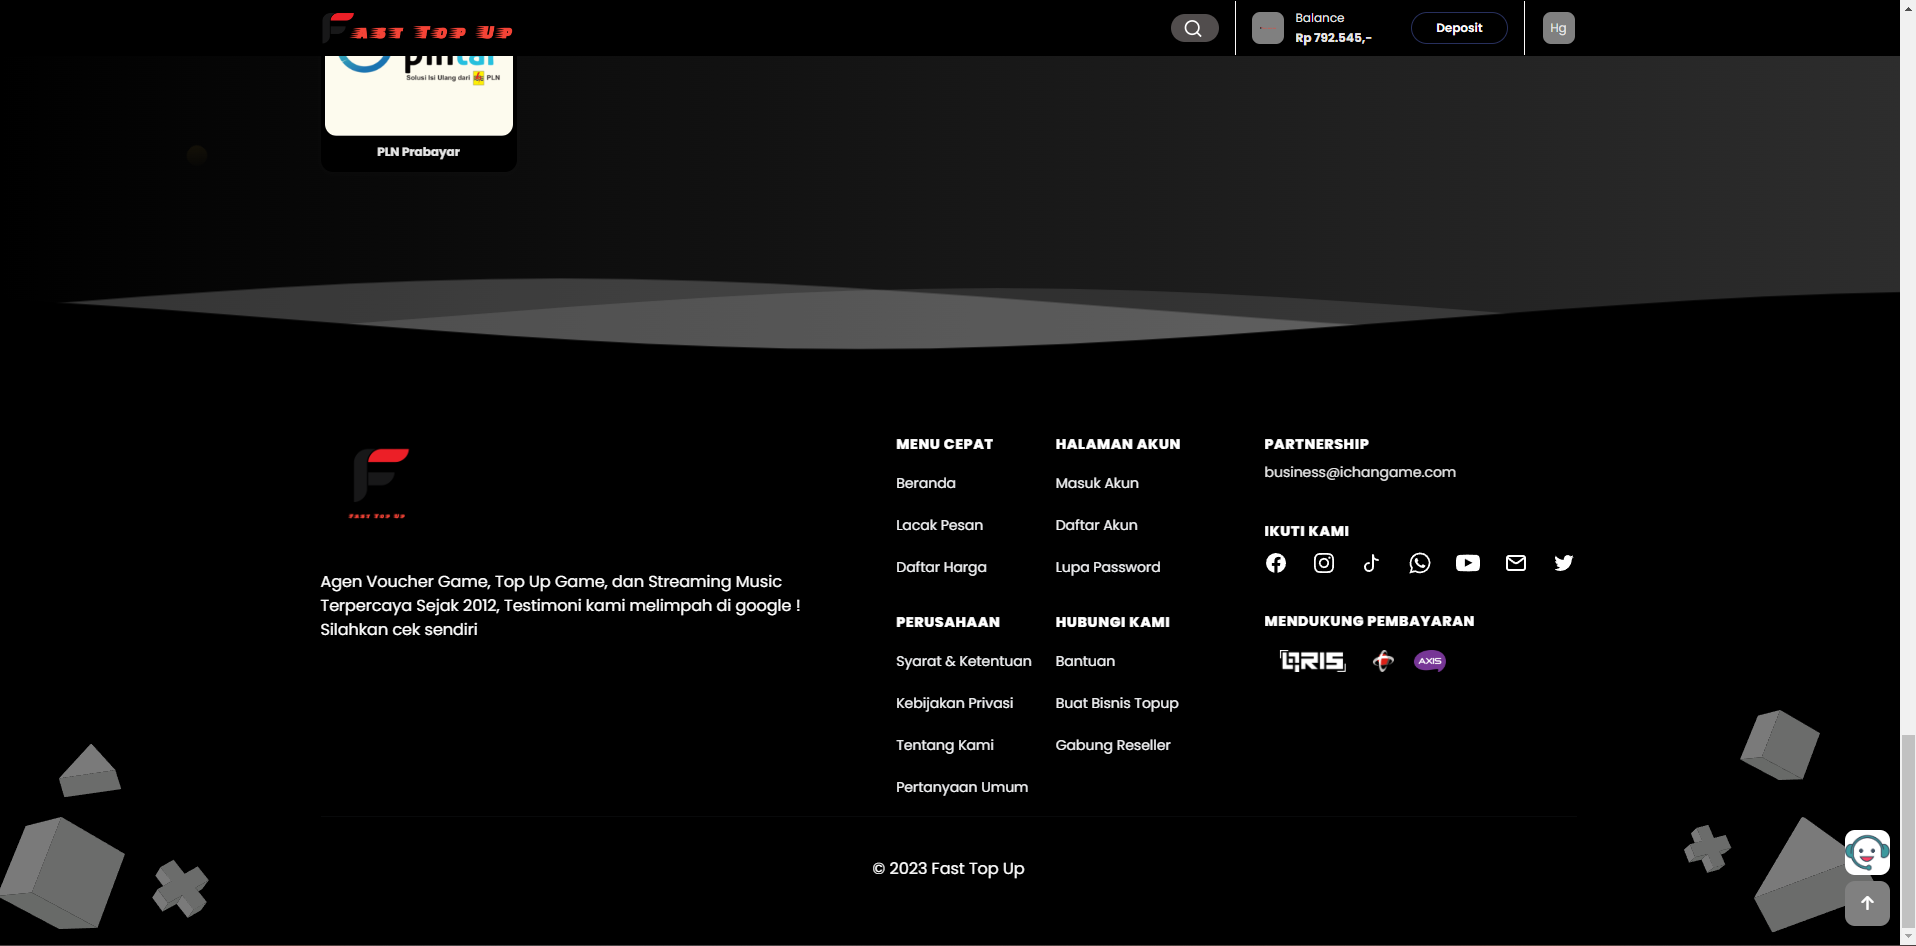 FAST TOP UP
Balance
Rp 792.545,-
Deposit
Hg
Solusi Isi Ulang dari PLN
PLN Prabayar
FAST TOP UP
Agen Voucher Game, Top Up Game, dan Streaming Music
Terpercaya Sejak 2012, Testimoni kami melimpah di google !
Silahkan cek sendiri
MENU CEPAT
Beranda
Lacak Pesan
Daftar Harga
HALAMAN AKUN
Masuk Akun
Daftar Akun
Lupa Password
PERUSAHAAN
Syarat & Ketentuan
Kebijakan Privasi
Tentang Kami
Pertanyaan Umum
HUBUNGI KAMI
Bantuan
Buat Bisnis Topup
Gabung Reseller
PARTNERSHIP
business@ichangame.com
IKUTI KAMI
MENDUKUNG PEMBAYARAN
QRIS
AXIS
© 2023 Fast Top Up